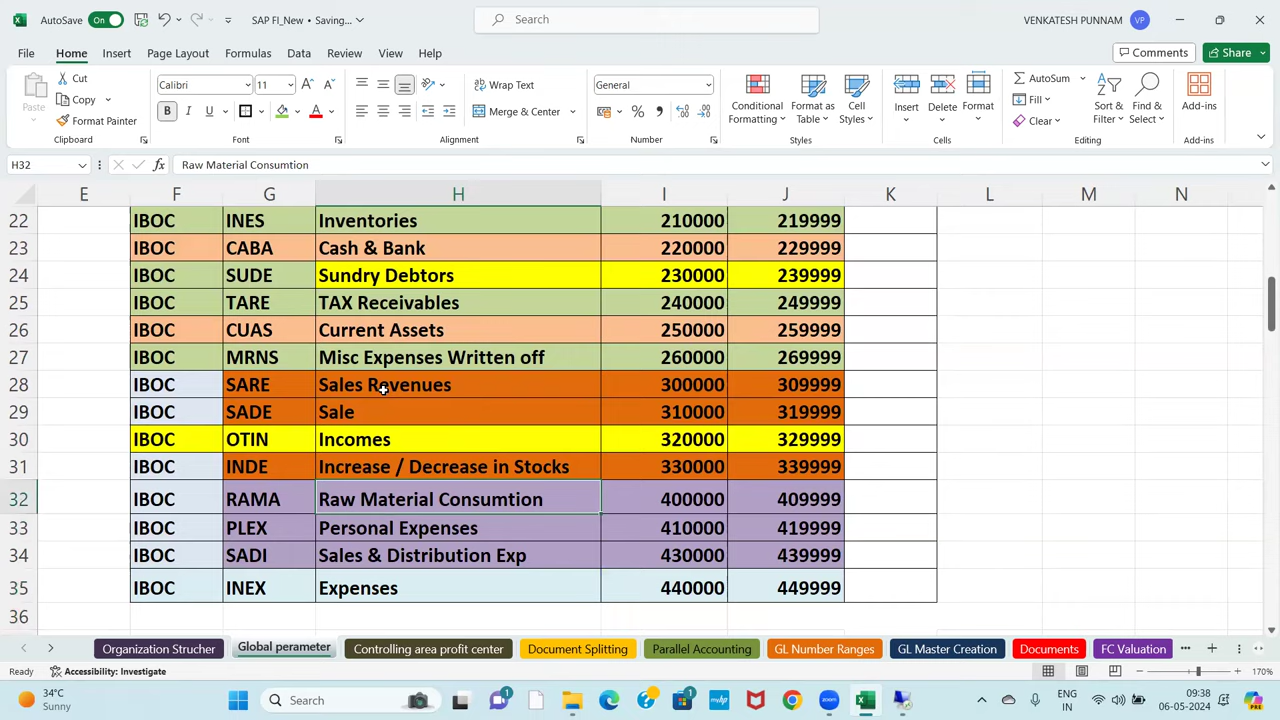 AutoSave On SAP FI_New • Saving... Search VENKATESH PUNNAM VP
File Home Insert Page Layout Formulas Data Review View Help Comments Share
Paste Cut Copy Format Painter
Calibri 11 B I U A
Wrap Text Merge & Center
General
Conditional Formatting Format as Table Cell Styles
Insert Delete Format
AutoSum Fill Clear Sort & Filter Find & Select Add-ins
Clipboard Font Alignment Number Styles Cells Editing Add-ins
H32 fx Raw Material Consumtion
E F G H I J K L M N
22 IBOC INES Inventories 210000 219999
23 IBOC CABA Cash & Bank 220000 229999
24 IBOC SUDE Sundry Debtors 230000 239999
25 IBOC TARE TAX Receivables 240000 249999
26 IBOC CUAS Current Assets 250000 259999
27 IBOC MRNS Misc Expenses Written off 260000 269999
28 IBOC SARE Sales Revenues 300000 309999
29 IBOC SADE Sale 310000 319999
30 IBOC OTIN Incomes 320000 329999
31 IBOC INDE Increase / Decrease in Stocks 330000 339999
32 IBOC RAMA Raw Material Consumtion 400000 409999
33 IBOC PLEX Personal Expenses 410000 419999
34 IBOC SADI Sales & Distribution Exp 430000 439999
35 IBOC INEX Expenses 440000 449999
36
Organization Strucher Global perameter Controlling area profit center Document Splitting Parallel Accounting GL Number Ranges GL Master Creation Documents FC Valuation
Ready Accessibility: Investigate 170%
34°C Sunny Search ENG IN 09:38 06-05-2024